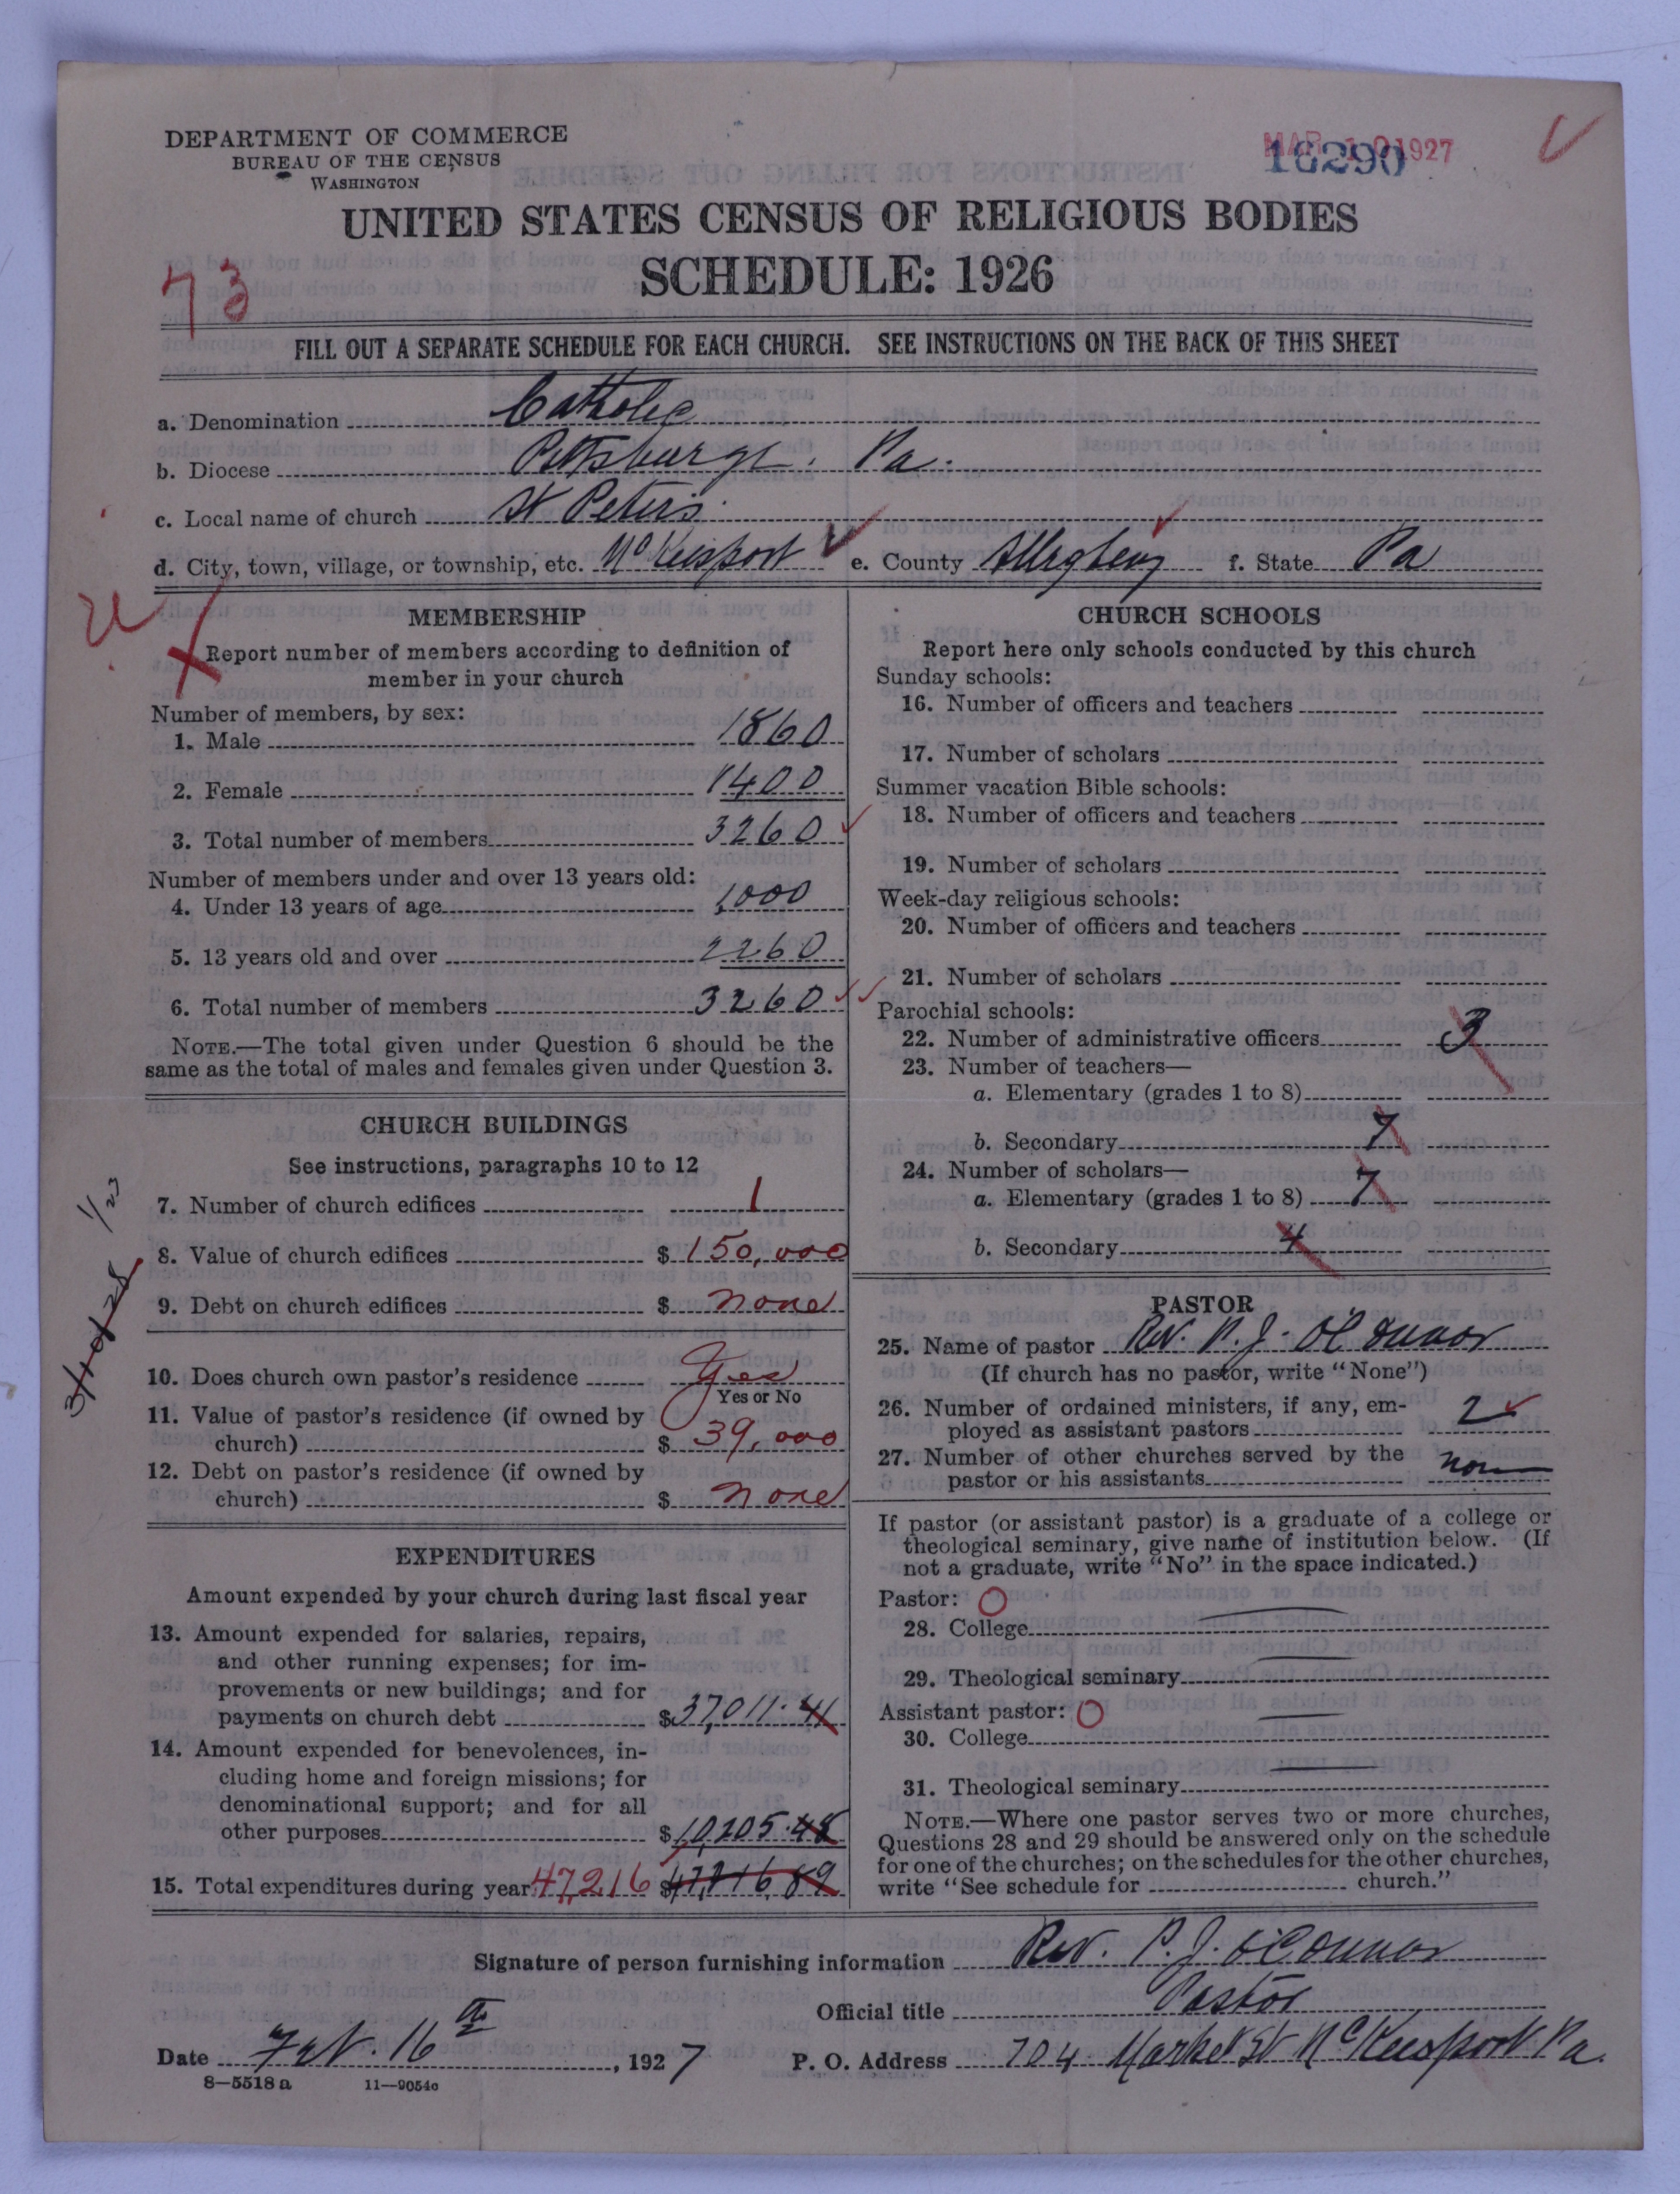 DEPARTMENT OF COMMERCE
BUREAU OF THE CENSUS
WASHINGTON
MAR 10 1927
16290
UNITED STATES CENSUS OF RELIGIOUS BODIES
SCHEDULE: 1926
73
FILL OUT A SEPARATE SCHEDULE FOR EACH CHURCH. SEE INSTRUCTIONS ON THE BACK OF THIS SHEET
a. Denomination Catholic
b. Diocese Pittsburgh. Pa.
c. Local name of church St Peter's
d. City, town, village, or township, etc. McKeesport e. County Allegheny f. State Pa
MEMBERSHIP
Report number of members according to definition of
member in your church
Number of members, by sex:
1. Male 1860
2. Female 1400
3. Total number of members 3260
Number of members under and over 13 years old:
4. Under 13 years of age 1,000
5. 13 years old and over 2260
6. Total number of members 3260
NOTE.—The total given under Question 6 should be the
same as the total of males and females given under Question 3.
CHURCH BUILDINGS
See instructions, paragraphs 10 to 12
7. Number of church edifices 1
8. Value of church edifices $ 150,000
9. Debt on church edifices $ none
10. Does church own pastor's residence Yes
Yes or No
11. Value of pastor's residence (if owned by
church) $ 39,000
12. Debt on pastor's residence (if owned by
church) $ none
EXPENDITURES
Amount expended by your church during last fiscal year
13. Amount expended for salaries, repairs,
and other running expenses; for im-
provements or new buildings; and for
payments on church debt $ 37,011.41
14. Amount expended for benevolences, in-
cluding home and foreign missions; for
denominational support; and for all
other purposes $ 10,205.48
15. Total expenditures during year 47,216 $ 47,216.89
CHURCH SCHOOLS
Report here only schools conducted by this church
Sunday schools:
16. Number of officers and teachers
17. Number of scholars
Summer vacation Bible schools:
18. Number of officers and teachers
19. Number of scholars
Week-day religious schools:
20. Number of officers and teachers
21. Number of scholars
Parochial schools:
22. Number of administrative officers 3
23. Number of teachers—
a. Elementary (grades 1 to 8)
b. Secondary 7
24. Number of scholars—
a. Elementary (grades 1 to 8) 7
b. Secondary 4
PASTOR
25. Name of pastor Rev. P. J. O'Connor
(If church has no pastor, write "None")
26. Number of ordained ministers, if any, em-
ployed as assistant pastors 2
27. Number of other churches served by the
pastor or his assistants non
If pastor (or assistant pastor) is a graduate of a college or
theological seminary, give name of institution below. (If
not a graduate, write "No" in the space indicated.)
Pastor:
28. College
29. Theological seminary
Assistant pastor:
30. College
31. Theological seminary
NOTE.—Where one pastor serves two or more churches,
Questions 28 and 29 should be answered only on the schedule
for one of the churches; on the schedules for the other churches,
write "See schedule for church."
Signature of person furnishing information Rev. P. J. O'Connor
Official title Pastor
Date Feb. 16th, 1927 P. O. Address 704 Market St McKeesport Pa.
8—5518 a 11—9054c